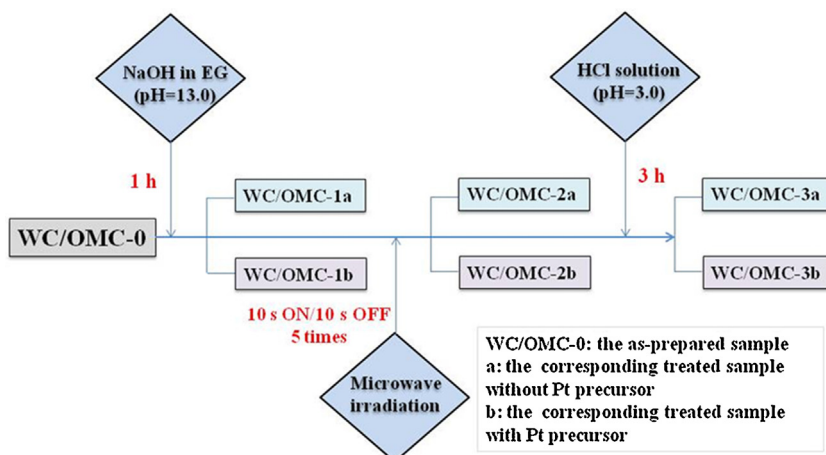 NaOH in EG
(pH=13.0)
HCl solution
(pH=3.0)
1 h
3 h
WC/OMC-1a
WC/OMC-2a
WC/OMC-3a
WC/OMC-0
WC/OMC-1b
WC/OMC-2b
WC/OMC-3b
10 s ON/10 s OFF
5 times
Microwave
irradiation
WC/OMC-0: the as-prepared sample
a: the corresponding treated sample
without Pt precursor
b: the corresponding treated sample
with Pt precursor